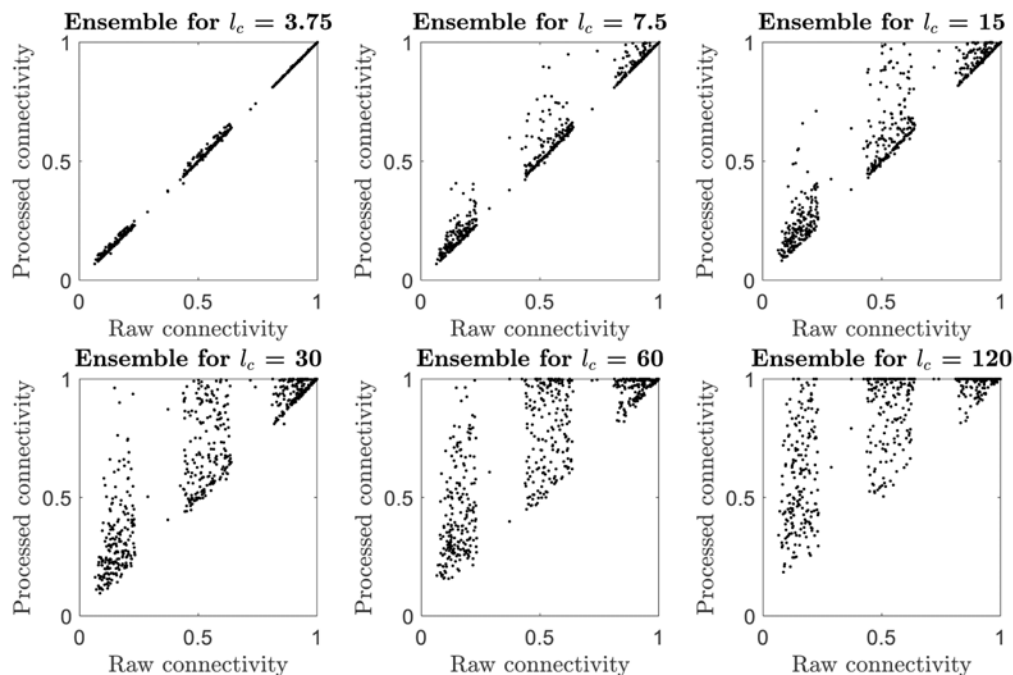 Ensemble for l_c = 3.75
Ensemble for l_c = 7.5
Ensemble for l_c = 15
Processed connectivity
1
0.5
0
0
0.5
1
Raw connectivity
Processed connectivity
1
0.5
0
0
0.5
1
Raw connectivity
Processed connectivity
1
0.5
0
0
0.5
1
Raw connectivity
Ensemble for l_c = 30
Ensemble for l_c = 60
Ensemble for l_c = 120
Processed connectivity
1
0.5
0
0
0.5
1
Raw connectivity
Processed connectivity
1
0.5
0
0
0.5
1
Raw connectivity
Processed connectivity
1
0.5
0
0
0.5
1
Raw connectivity